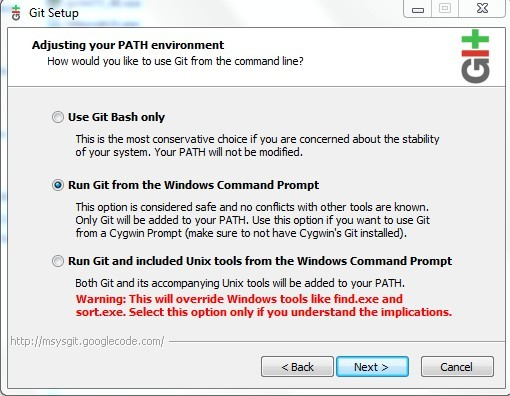 Git Setup
Adjusting your PATH environment
How would you like to use Git from the command line?
Use Git Bash only
This is the most conservative choice if you are concerned about the stability
of your system. Your PATH will not be modified.
Run Git from the Windows Command Prompt
This option is considered safe and no conflicts with other tools are known.
Only Git will be added to your PATH. Use this option if you want to use Git
from a Cygwin Prompt (make sure to not have Cygwin's Git installed).
Run Git and included Unix tools from the Windows Command Prompt
Both Git and its accompanying Unix tools will be added to your PATH.
Warning: This will override Windows tools like find.exe and
sort.exe. Select this option only if you understand the implications.
http://msysgit.googlecode.com/
< Back
Next >
Cancel